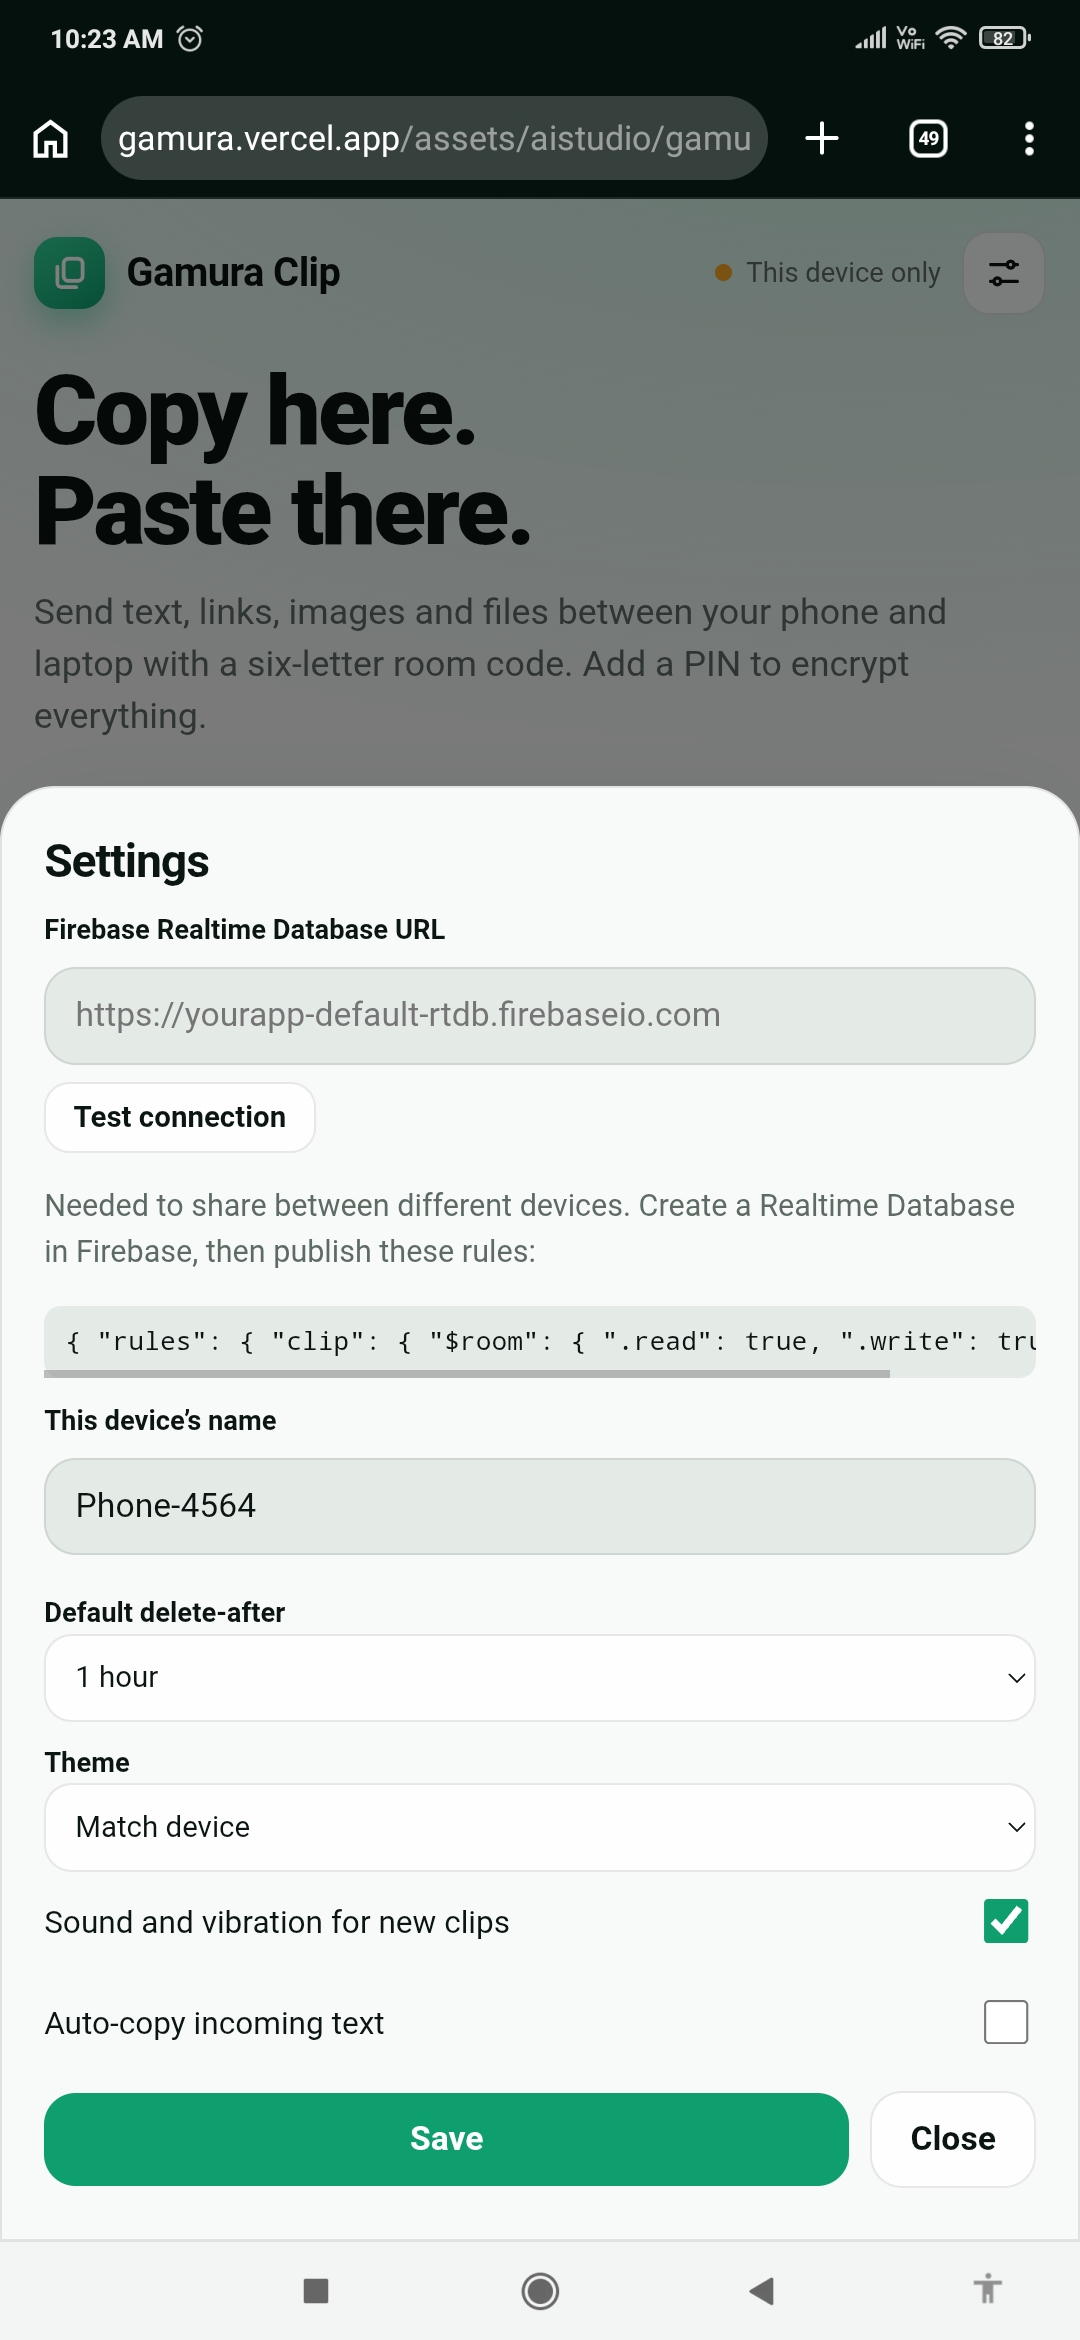 10:23 AM
Vo
WiFi
82
gamura.vercel.app/assets/aistudio/gamu
49
Gamura Clip
This device only
Copy here.
Paste there.
Send text, links, images and files between your phone and
laptop with a six-letter room code. Add a PIN to encrypt
everything.
Settings
Firebase Realtime Database URL
https://yourapp-default-rtdb.firebaseio.com
Test connection
Needed to share between different devices. Create a Realtime Database
in Firebase, then publish these rules:
{ "rules": { "clip": { "$room": { ".read": true, ".write": tru
This device’s name
Phone-4564
Default delete-after
1 hour
Theme
Match device
Sound and vibration for new clips
Auto-copy incoming text
Save
Close